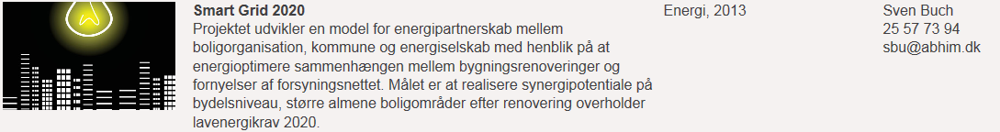 Smart Grid 2020
Projektet udvikler en model for energipartnerskab mellem
boligorganisation, kommune og energiselskab med henblik på at
energioptimere sammenhængen mellem bygningsrenoveringer og
fornyelser af forsyningsnettet. Målet er at realisere synergipotentiale på
bydelsniveau, større almene boligområder efter renovering overholder
lavenergikrav 2020.
Energi, 2013
Sven Buch
25 57 73 94
sbu@abhim.dk